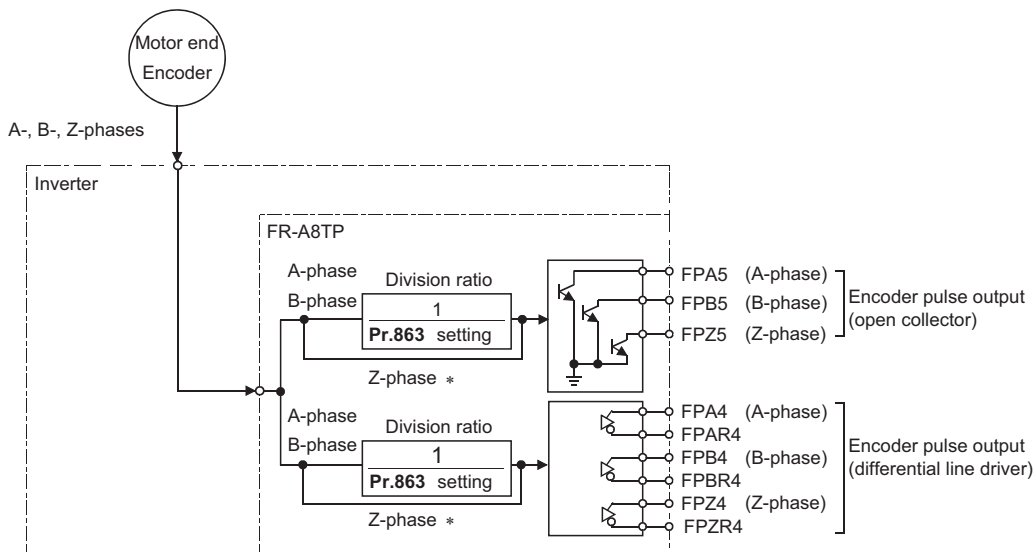 Motor end
Encoder
A-, B-, Z-phases
Inverter
FR-A8TP
A-phase
B-phase
Division ratio
1
Pr.863 setting
Z-phase *
FPA5 (A-phase)
FPB5 (B-phase)
FPZ5 (Z-phase)
Encoder pulse output
(open collector)
A-phase
B-phase
Division ratio
1
Pr.863 setting
Z-phase *
FPA4 (A-phase)
FPAR4
FPB4 (B-phase)
FPBR4
FPZ4 (Z-phase)
FPZR4
Encoder pulse output
(differential line driver)